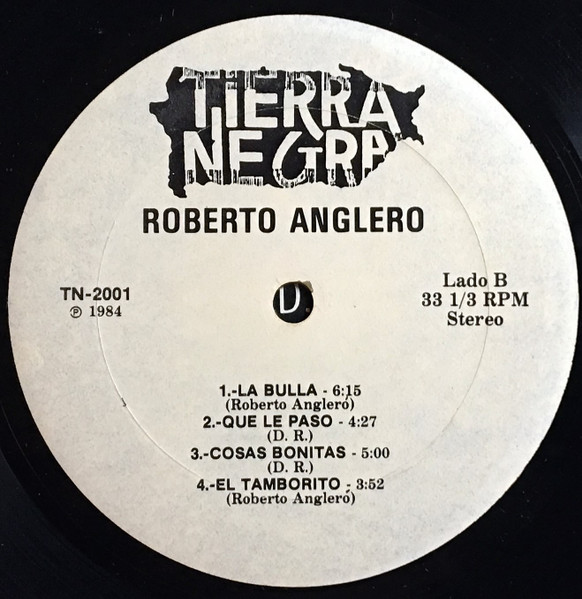 TIERRA
NEGRA
ROBERTO ANGLERO
TN-2001
℗ 1984
Lado B
33 1/3 RPM
Stereo
D
1.-LA BULLA - 6:15
(Roberto Angleró)
2.-QUE LE PASO - 4:27
(D. R.)
3.-COSAS BONITAS - 5:00
(D. R.)
4.-EL TAMBORITO - 3:52
(Roberto Angleró)